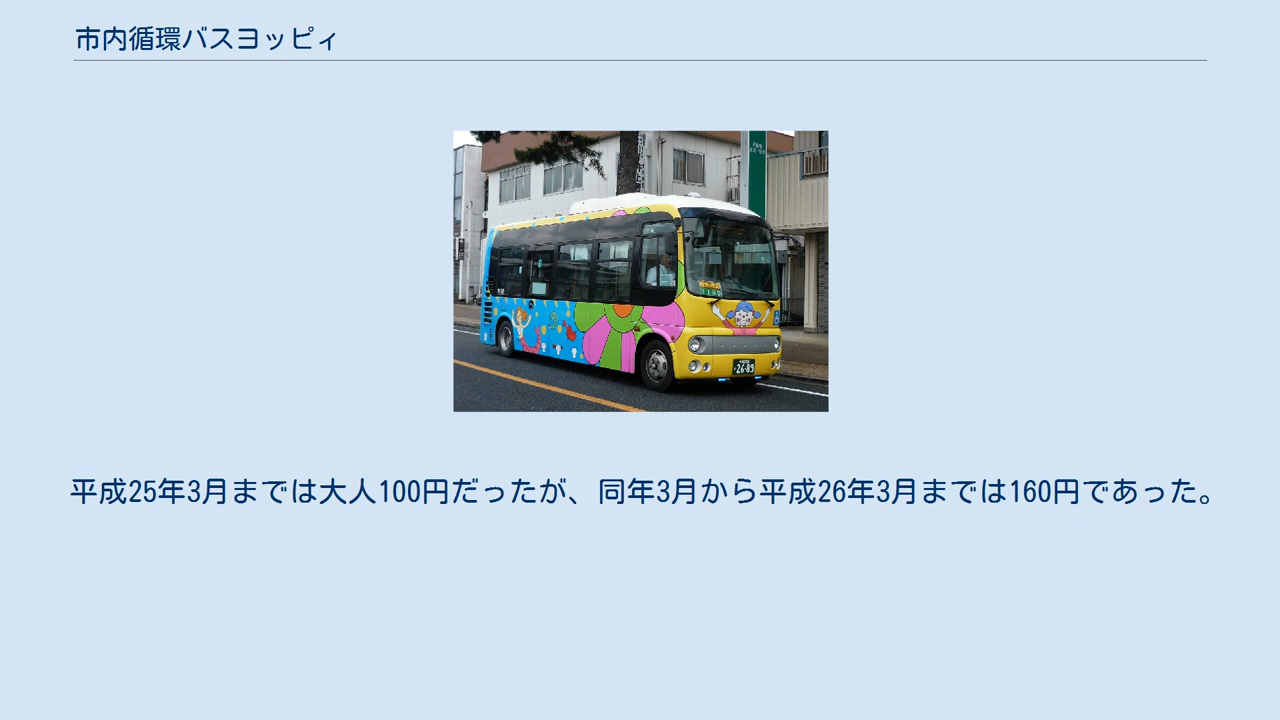 市内循環バスヨッピィ
26-89
平成25年3月までは大人100円だったが、同年3月から平成26年3月までは160円であった。